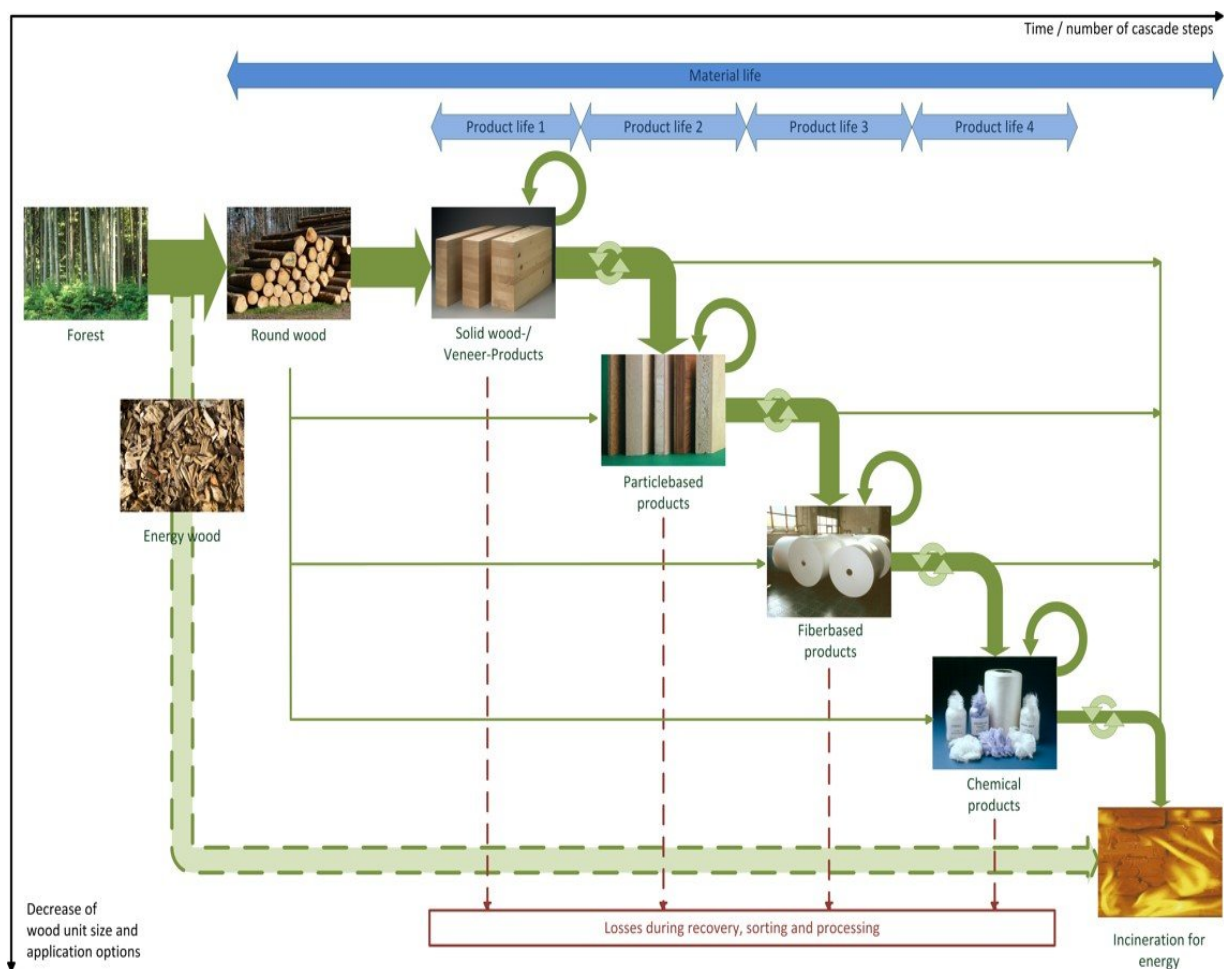 Time / number of cascade steps
Material life
Product life 1
Product life 2
Product life 3
Product life 4
Forest
Round wood
Solid wood-/
Veneer-Products
Energy wood
Particlebased
products
Fiberbased
products
Chemical
products
Decrease of
wood unit size and
application options
Losses during recovery, sorting and processing
Incineration for
energy